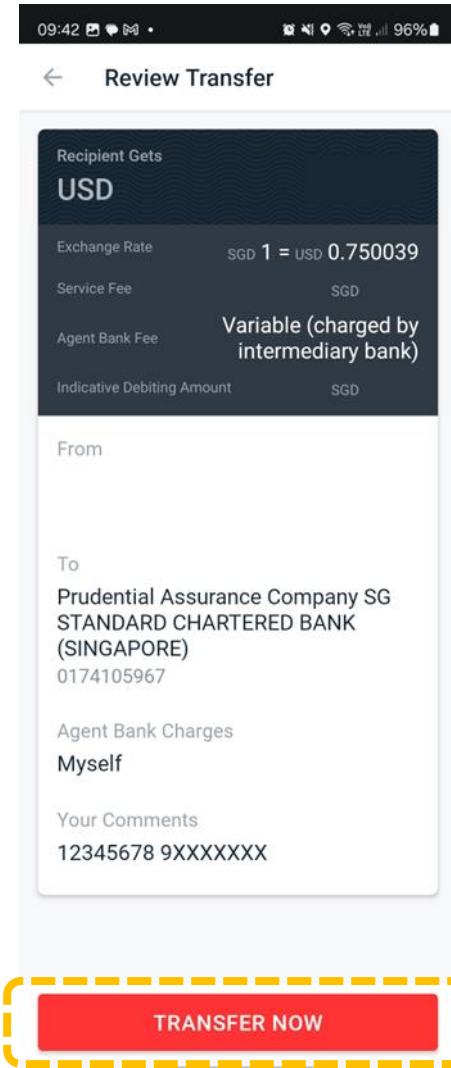 09:42
96%
Review Transfer
Recipient Gets
USD
Exchange Rate SGD 1 = USD 0.750039
Service Fee SGD
Agent Bank Fee Variable (charged by
intermediary bank)
Indicative Debiting Amount SGD
From
To
Prudential Assurance Company SG
STANDARD CHARTERED BANK
(SINGAPORE)
0174105967
Agent Bank Charges
Myself
Your Comments
12345678 9XXXXXXX
TRANSFER NOW